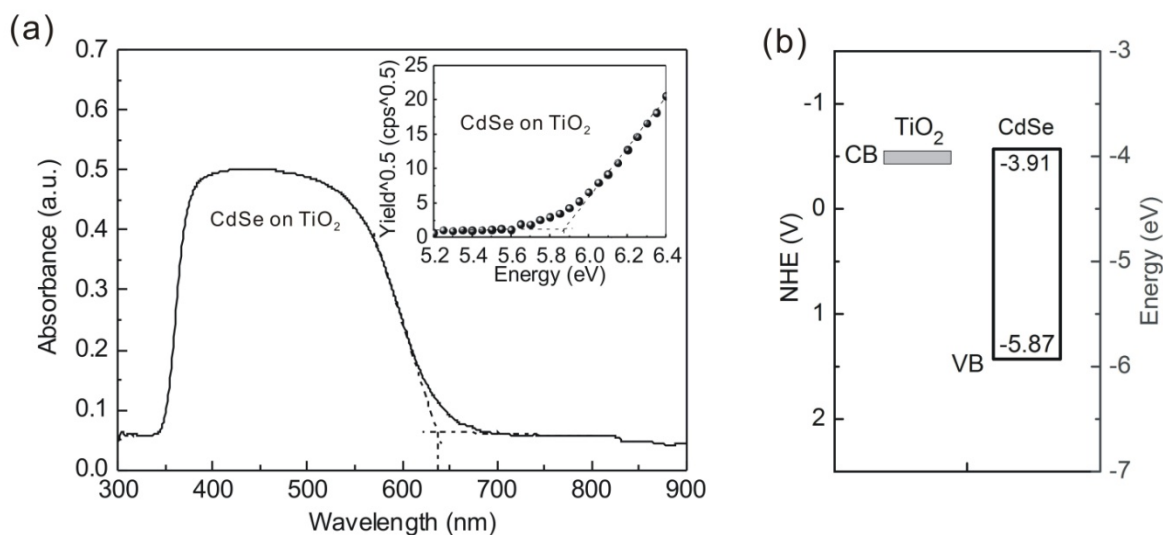 (a)
0.7
0.6
0.5
0.4
0.3
0.2
0.1
0.0
Absorbance (a.u.)
300 400 500 600 700 800 900
Wavelength (nm)
CdSe on TiO2
25
20
15
10
5
0
Yield^0.5 (cps^0.5)
CdSe on TiO2
5.2 5.4 5.6 5.8 6.0 6.2 6.4
Energy (eV)
(b)
-1
0
1
2
NHE (V)
TiO2 CdSe
CB
-3.91
-5.87
VB
-3
-4
-5
-6
-7
Energy (eV)